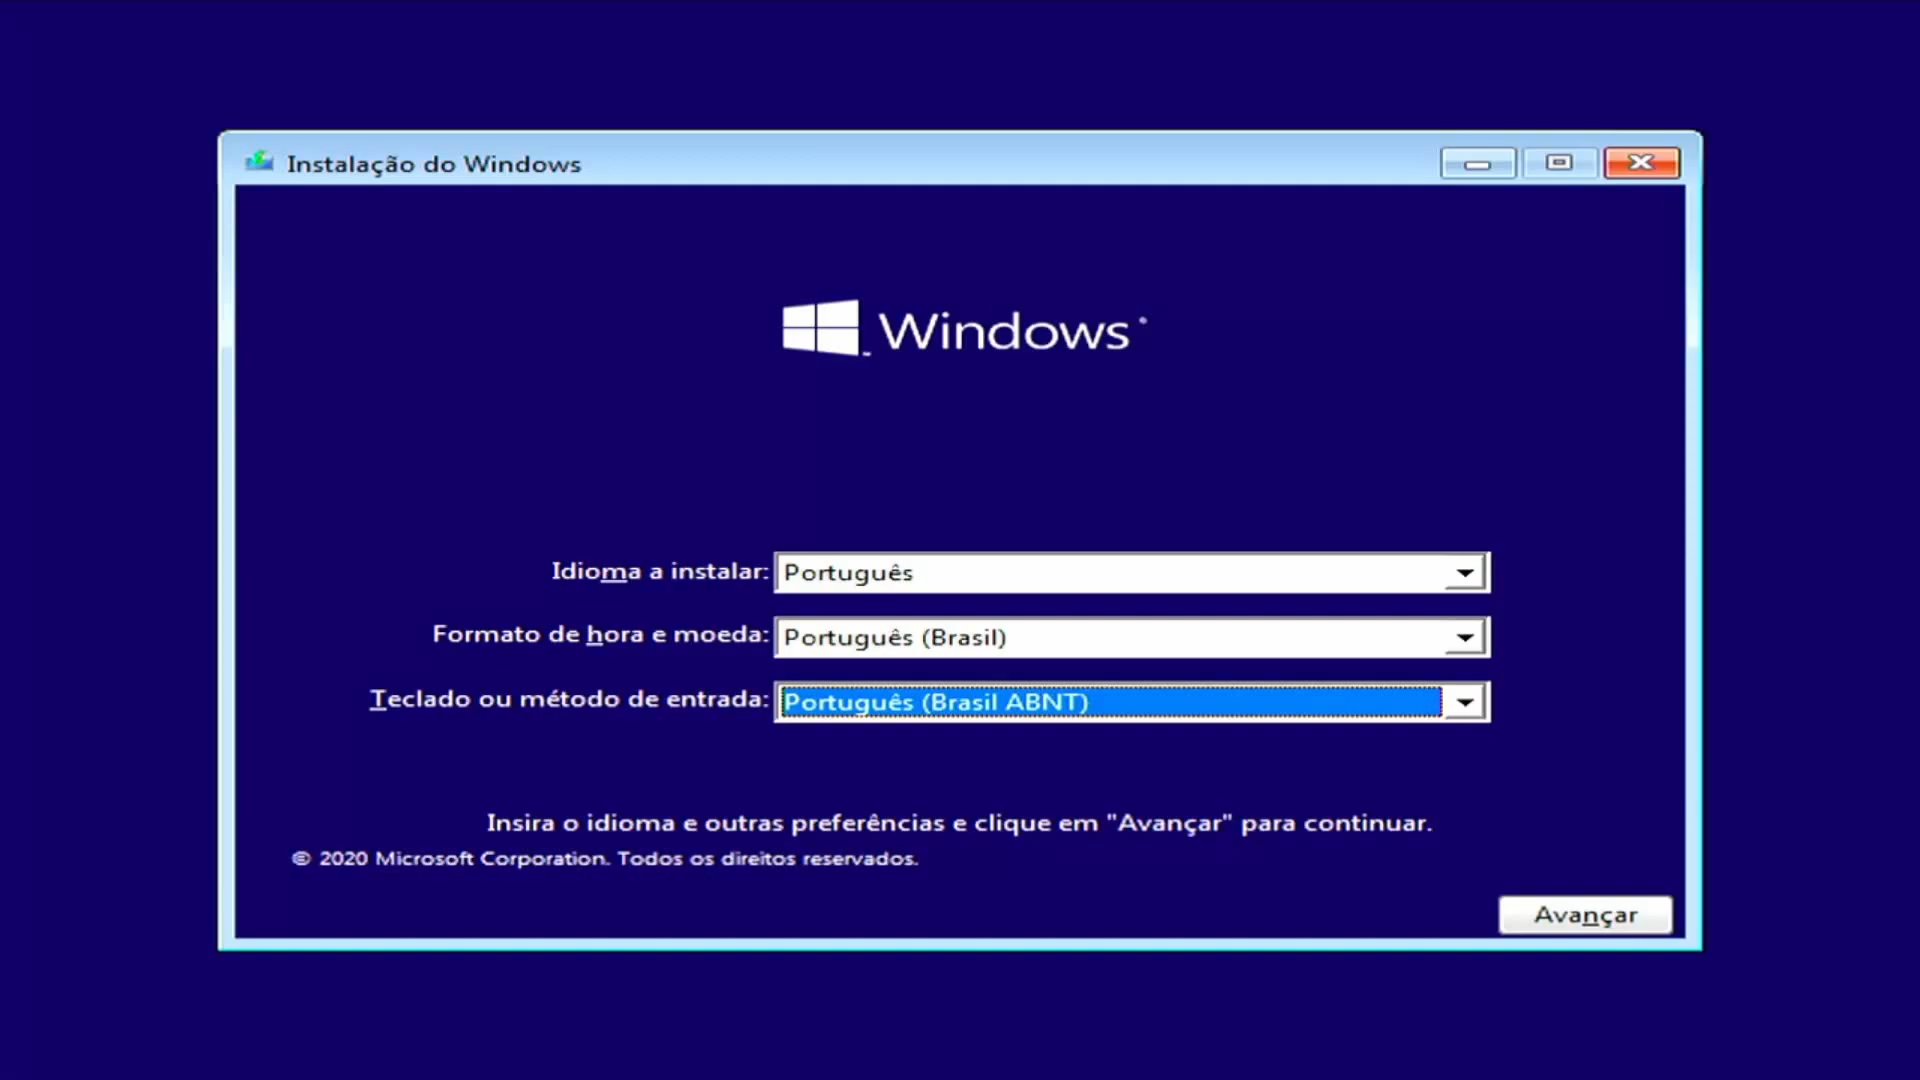 Instalação do Windows
Windows
Idioma a instalar: Português
Formato de hora e moeda: Português (Brasil)
Teclado ou método de entrada: Português (Brasil ABNT)
Insira o idioma e outras preferências e clique em "Avançar" para continuar.
© 2020 Microsoft Corporation. Todos os direitos reservados.
Avançar